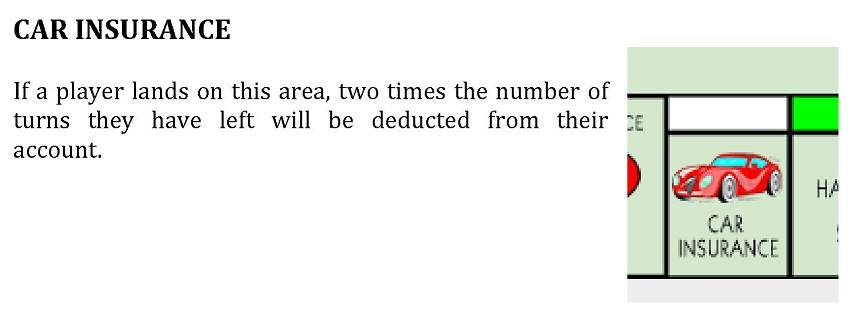 CAR INSURANCE
If a player lands on this area, two times the number of
turns they have left will be deducted from their
account.
CE
CAR
INSURANCE
HA